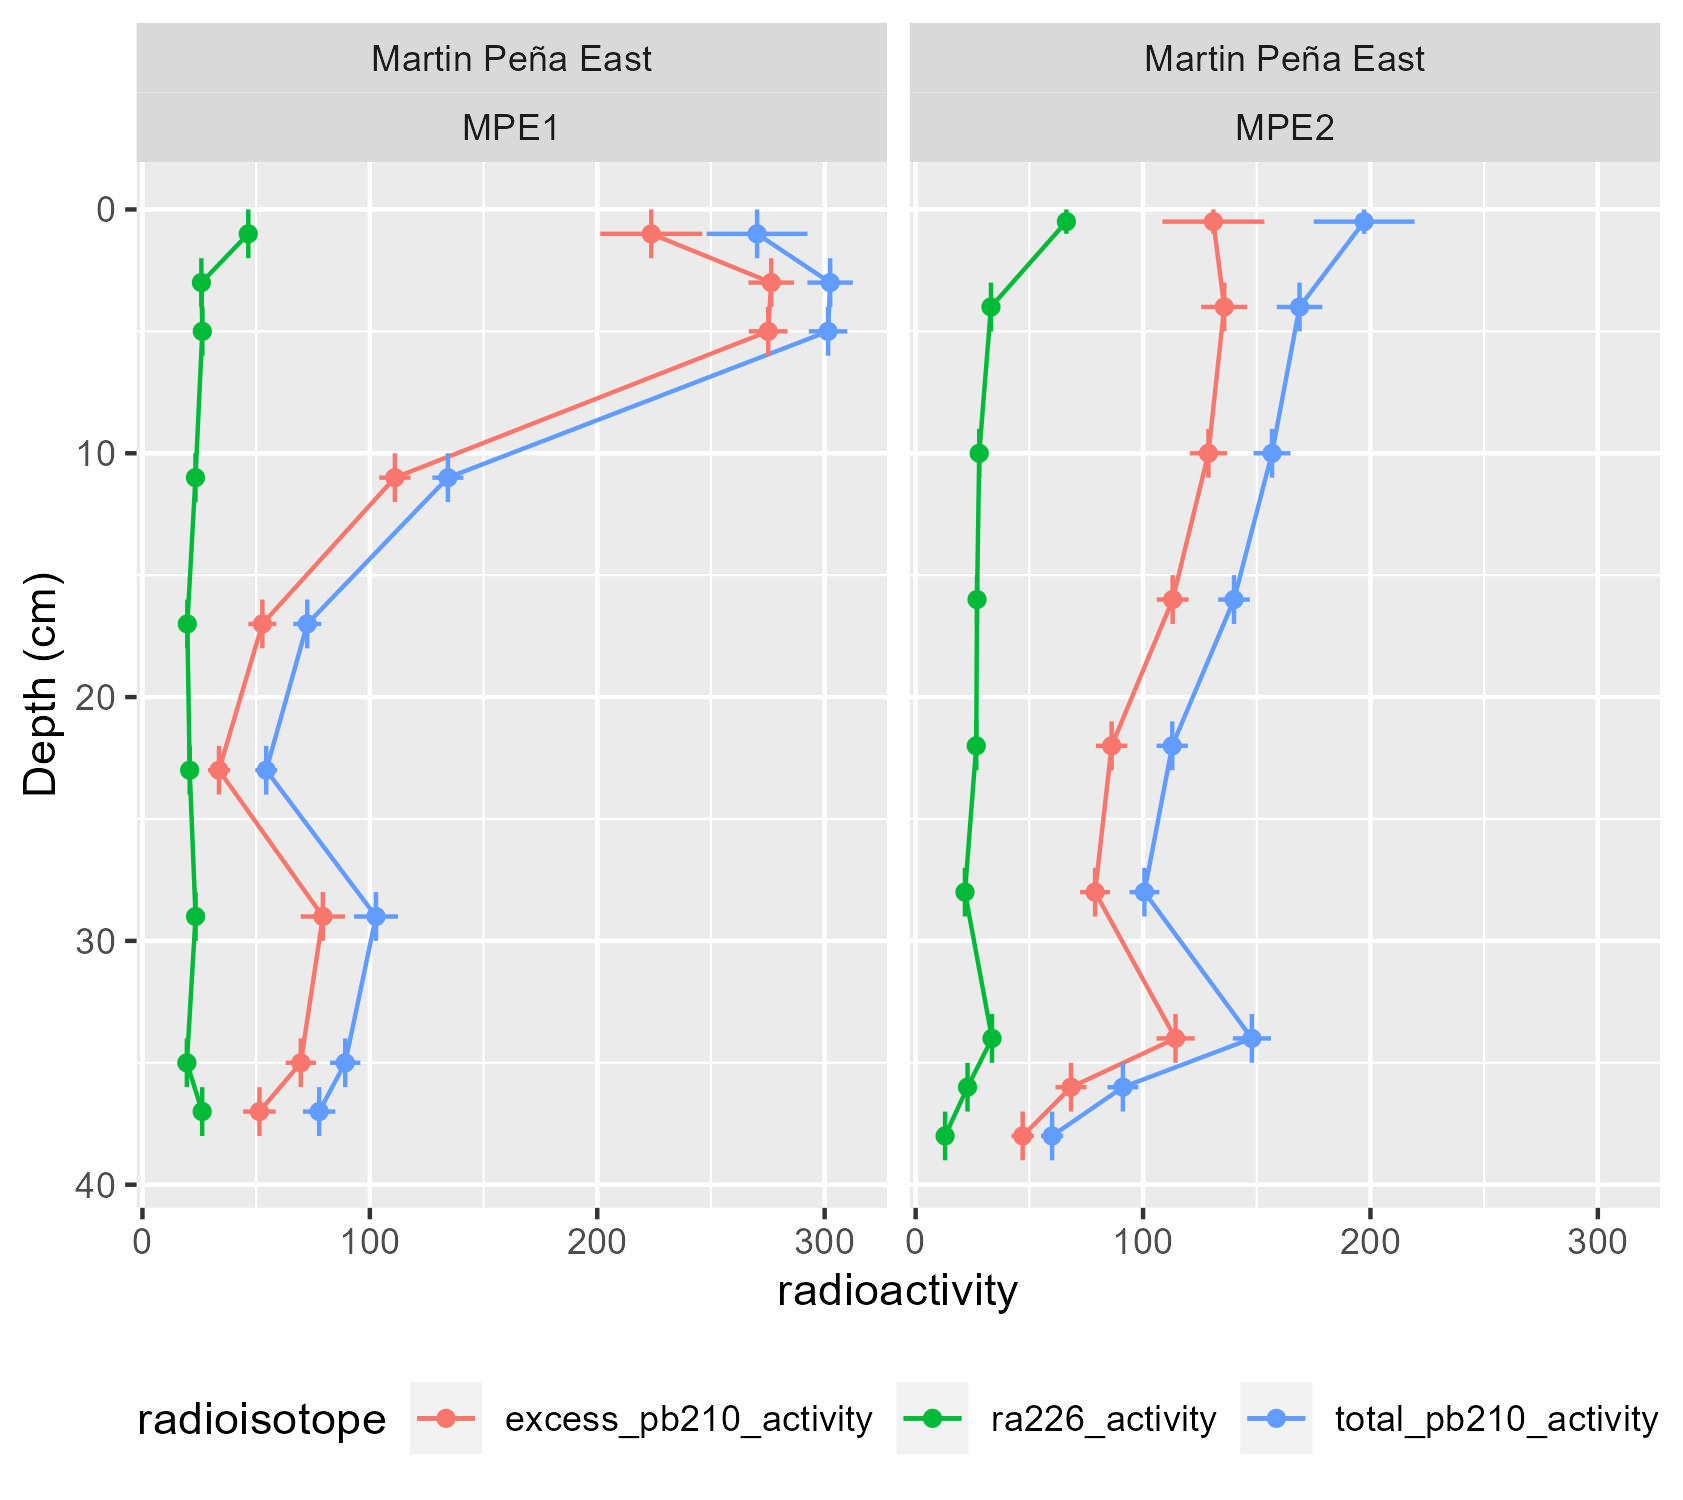 Martin Peña East Martin Peña East
MPE1 MPE2
0
10
20
30
40
Depth (cm)
0 100 200 300 0 100 200 300
radioactivity
radioisotope excess_pb210_activity ra226_activity total_pb210_activity